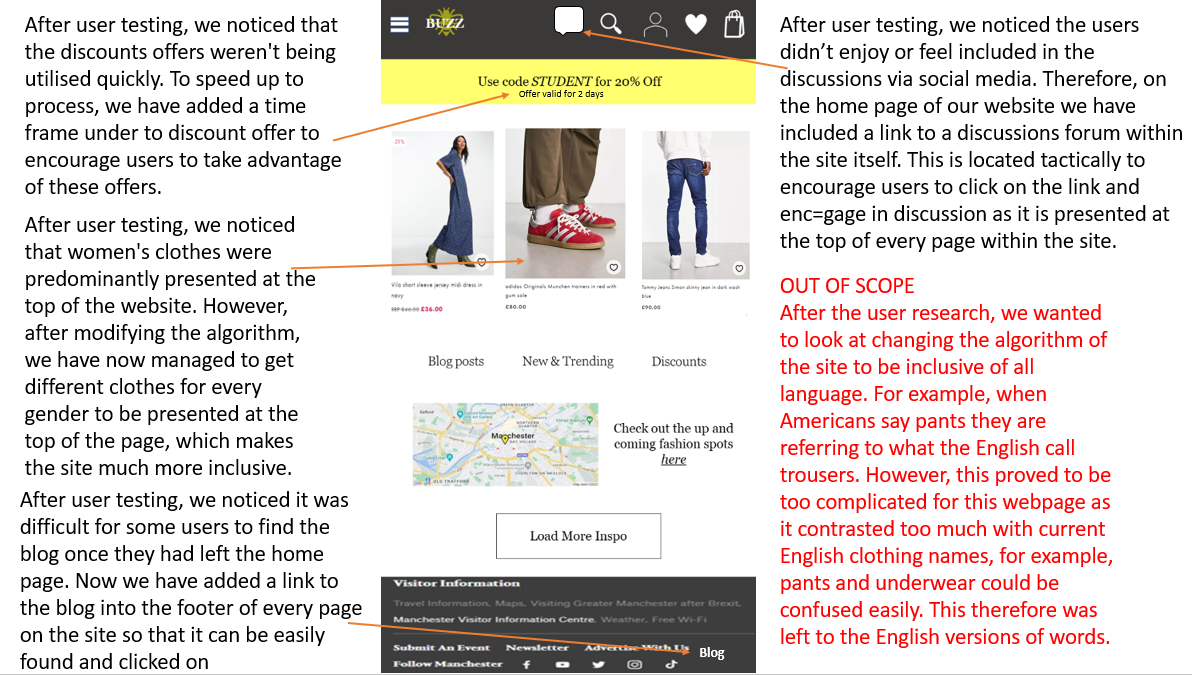 After user testing, we noticed that
the discounts offers weren't being
utilised quickly. To speed up to
process, we have added a time
frame under to discount offer to
encourage users to take advantage
of these offers.
After user testing, we noticed
that women's clothes were
predominantly presented at the
top of the website. However,
after modifying the algorithm,
we have now managed to get
different clothes for every
gender to be presented at the
top of the page, which makes
the site much more inclusive.
After user testing, we noticed it was
difficult for some users to find the
blog once they had left the home
page. Now we have added a link to
the blog into the footer of every page
on the site so that it can be easily
found and clicked on
BUZZ
Use code STUDENT for 20% Off
Offer valid for 2 days
-21%
Vila short sleeve jersey midi dress in
navy
RRP £46.00 £36.00
adidas Originals Munchen trainers in red with
gum sole
£80.00
Tommy Jeans Simon skinny jean in dark wash
blue
£90.00
Blog posts New & Trending Discounts
Salford
Manchester
GAY VILLAGE
OLD TRAFFORD
Check out the up and
coming fashion spots
here
Load More Inspo
Visitor Information
Travel Information, Maps, Visiting Greater Manchester after Brexit,
Manchester Visitor Information Centre, Weather, Free Wi-Fi
Submit An Event Newsletter Advertise With Us
Blog
Follow Manchester
After user testing, we noticed the users
didn’t enjoy or feel included in the
discussions via social media. Therefore, on
the home page of our website we have
included a link to a discussions forum within
the site itself. This is located tactically to
encourage users to click on the link and
enc=gage in discussion as it is presented at
the top of every page within the site.
OUT OF SCOPE
After the user research, we wanted
to look at changing the algorithm of
the site to be inclusive of all
language. For example, when
Americans say pants they are
referring to what the English call
trousers. However, this proved to be
too complicated for this webpage as
it contrasted too much with current
English clothing names, for example,
pants and underwear could be
confused easily. This therefore was
left to the English versions of words.